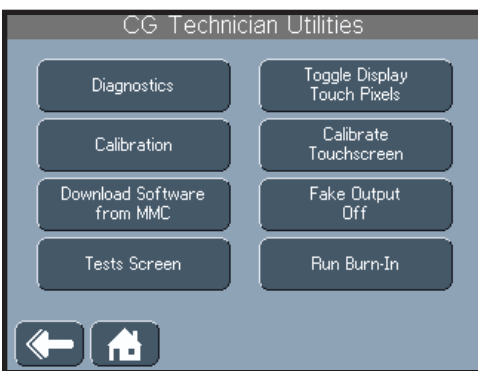 CG Technician Utilities
Diagnostics
Toggle Display
Touch Pixels
Calibration
Calibrate
Touchscreen
Download Software
from MMC
Fake Output
Off
Tests Screen
Run Burn-In